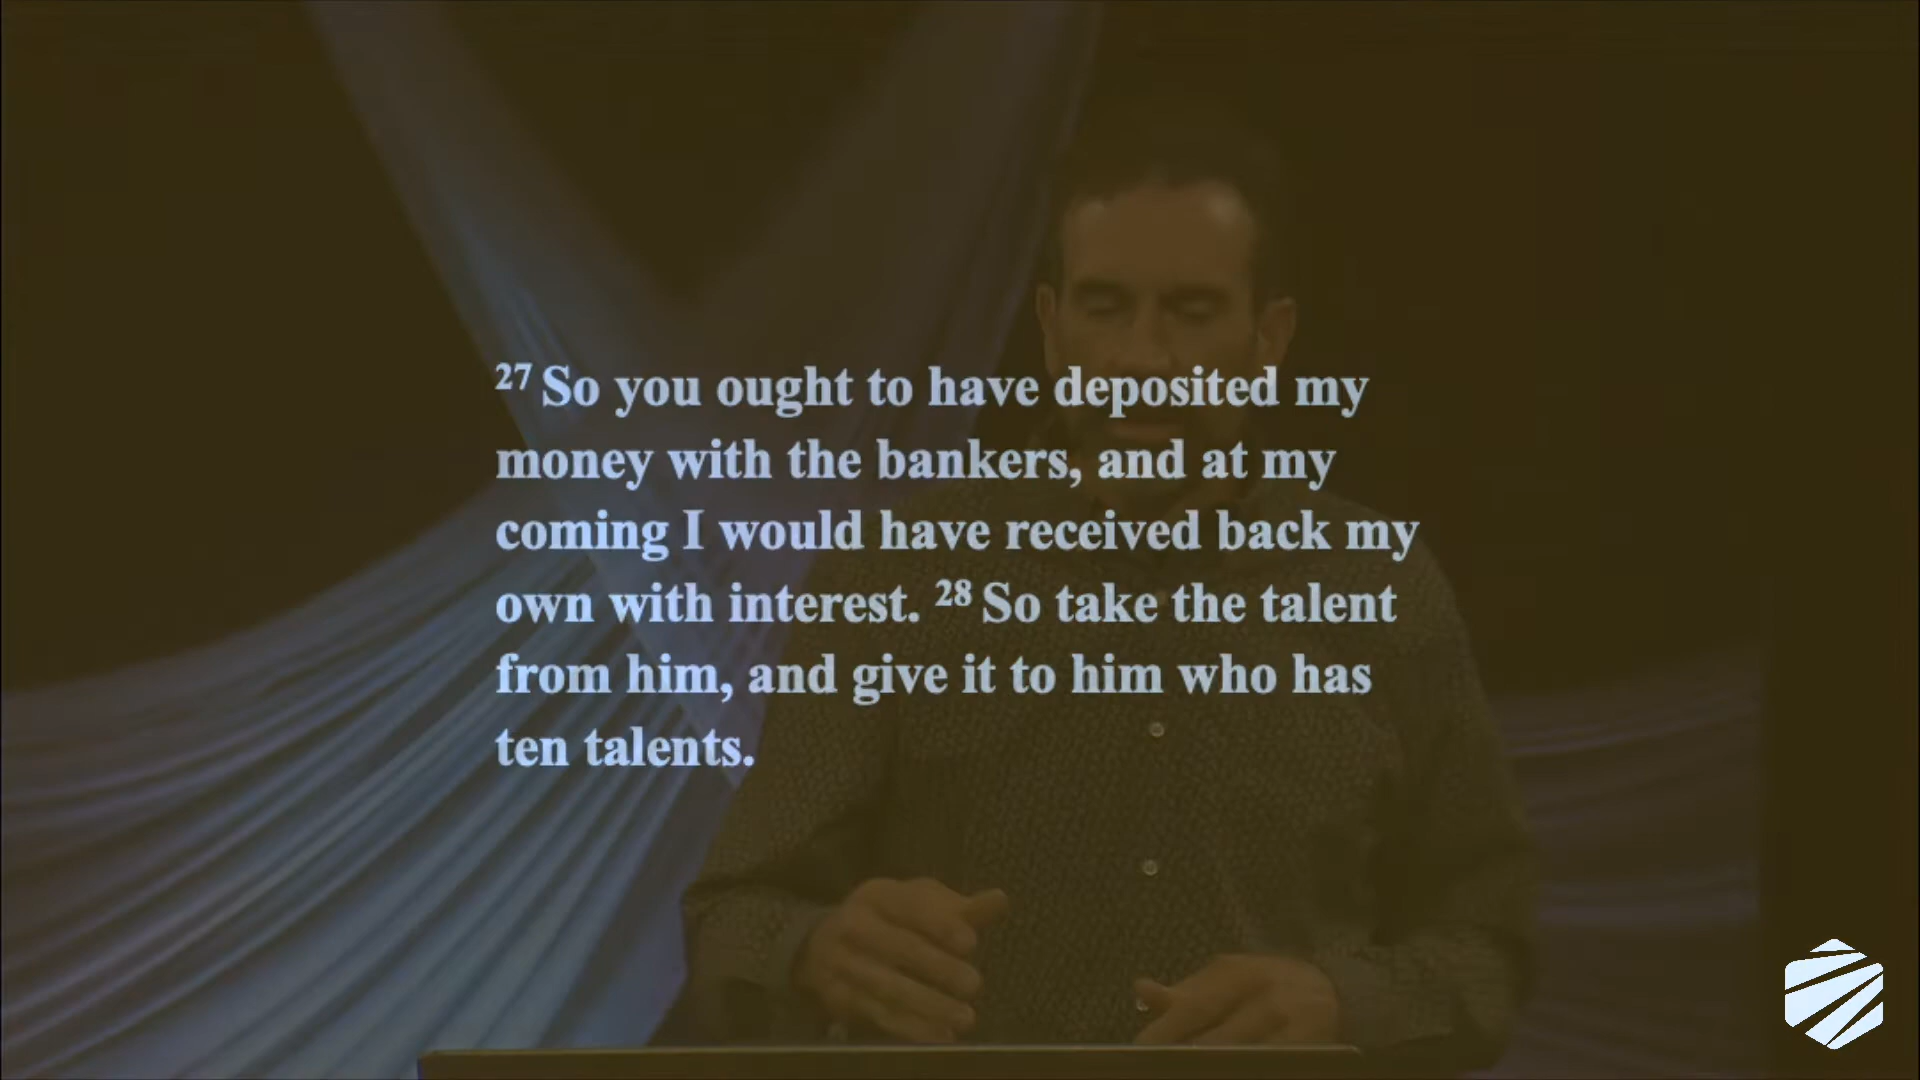 27 So you ought to have deposited my
money with the bankers, and at my
coming I would have received back my
own with interest. 28 So take the talent
from him, and give it to him who has
ten talents.